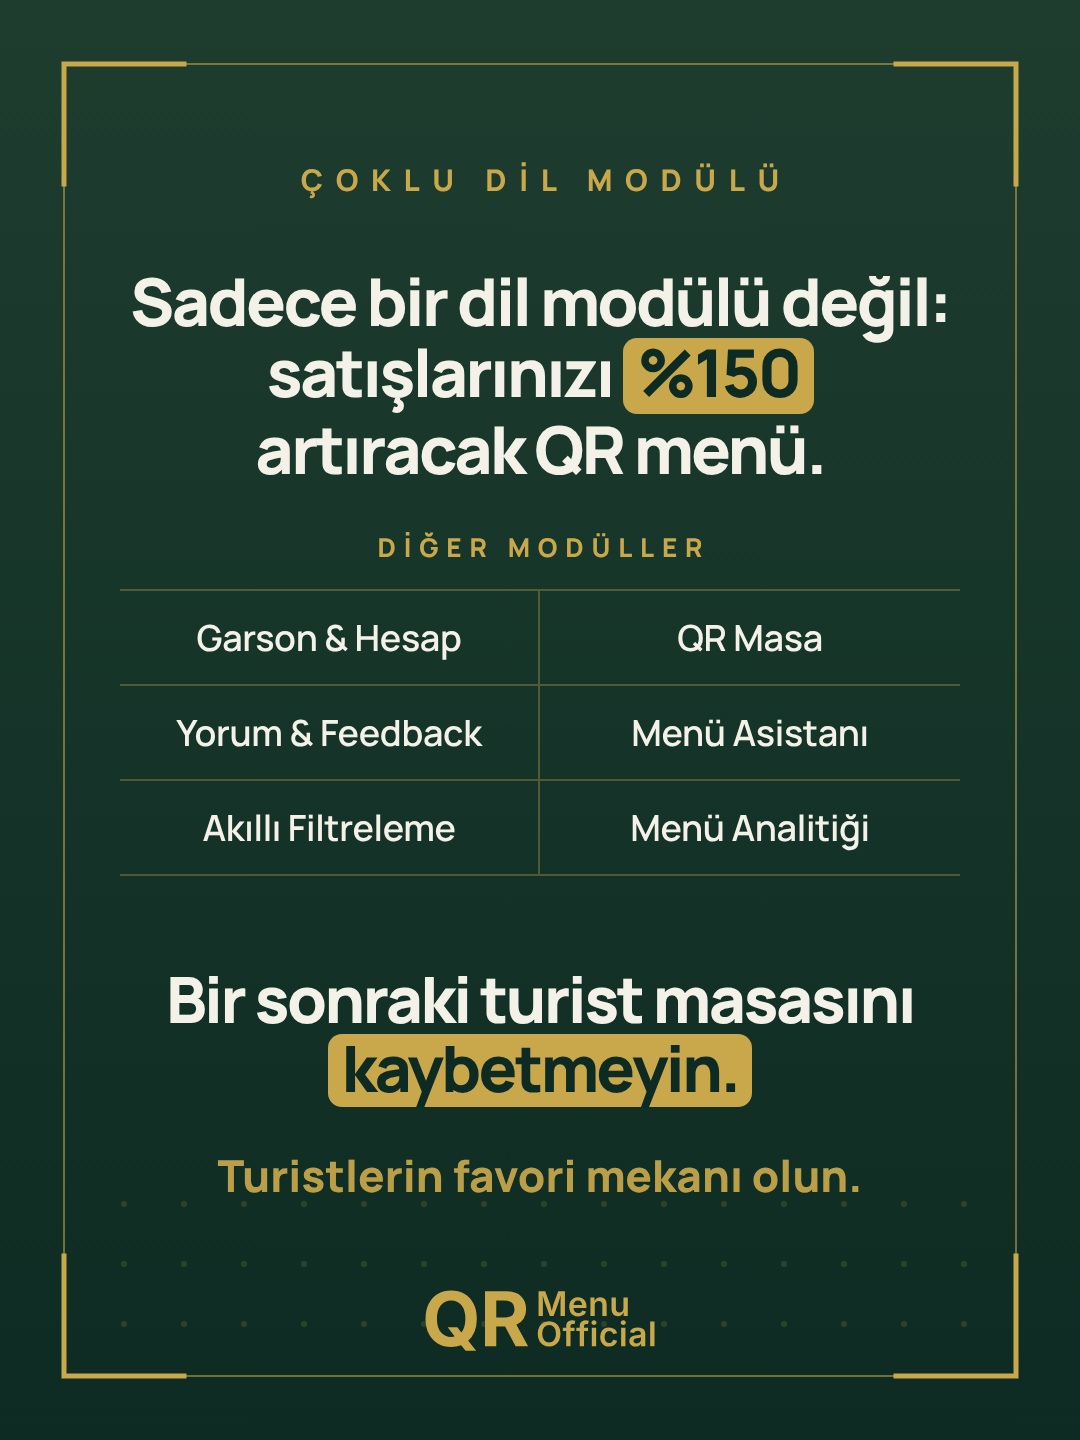 ÇOKLU DİL MODÜLÜ
Sadece bir dil modülü değil:
satışlarınızı %150
artıracak QR menü.
DİĞER MODÜLLER
Garson & Hesap
QR Masa
Yorum & Feedback
Menü Asistanı
Akıllı Filtreleme
Menü Analitiği
Bir sonraki turist masasını
kaybetmeyin.
Turistlerin favori mekanı olun.
QR Menu
Official